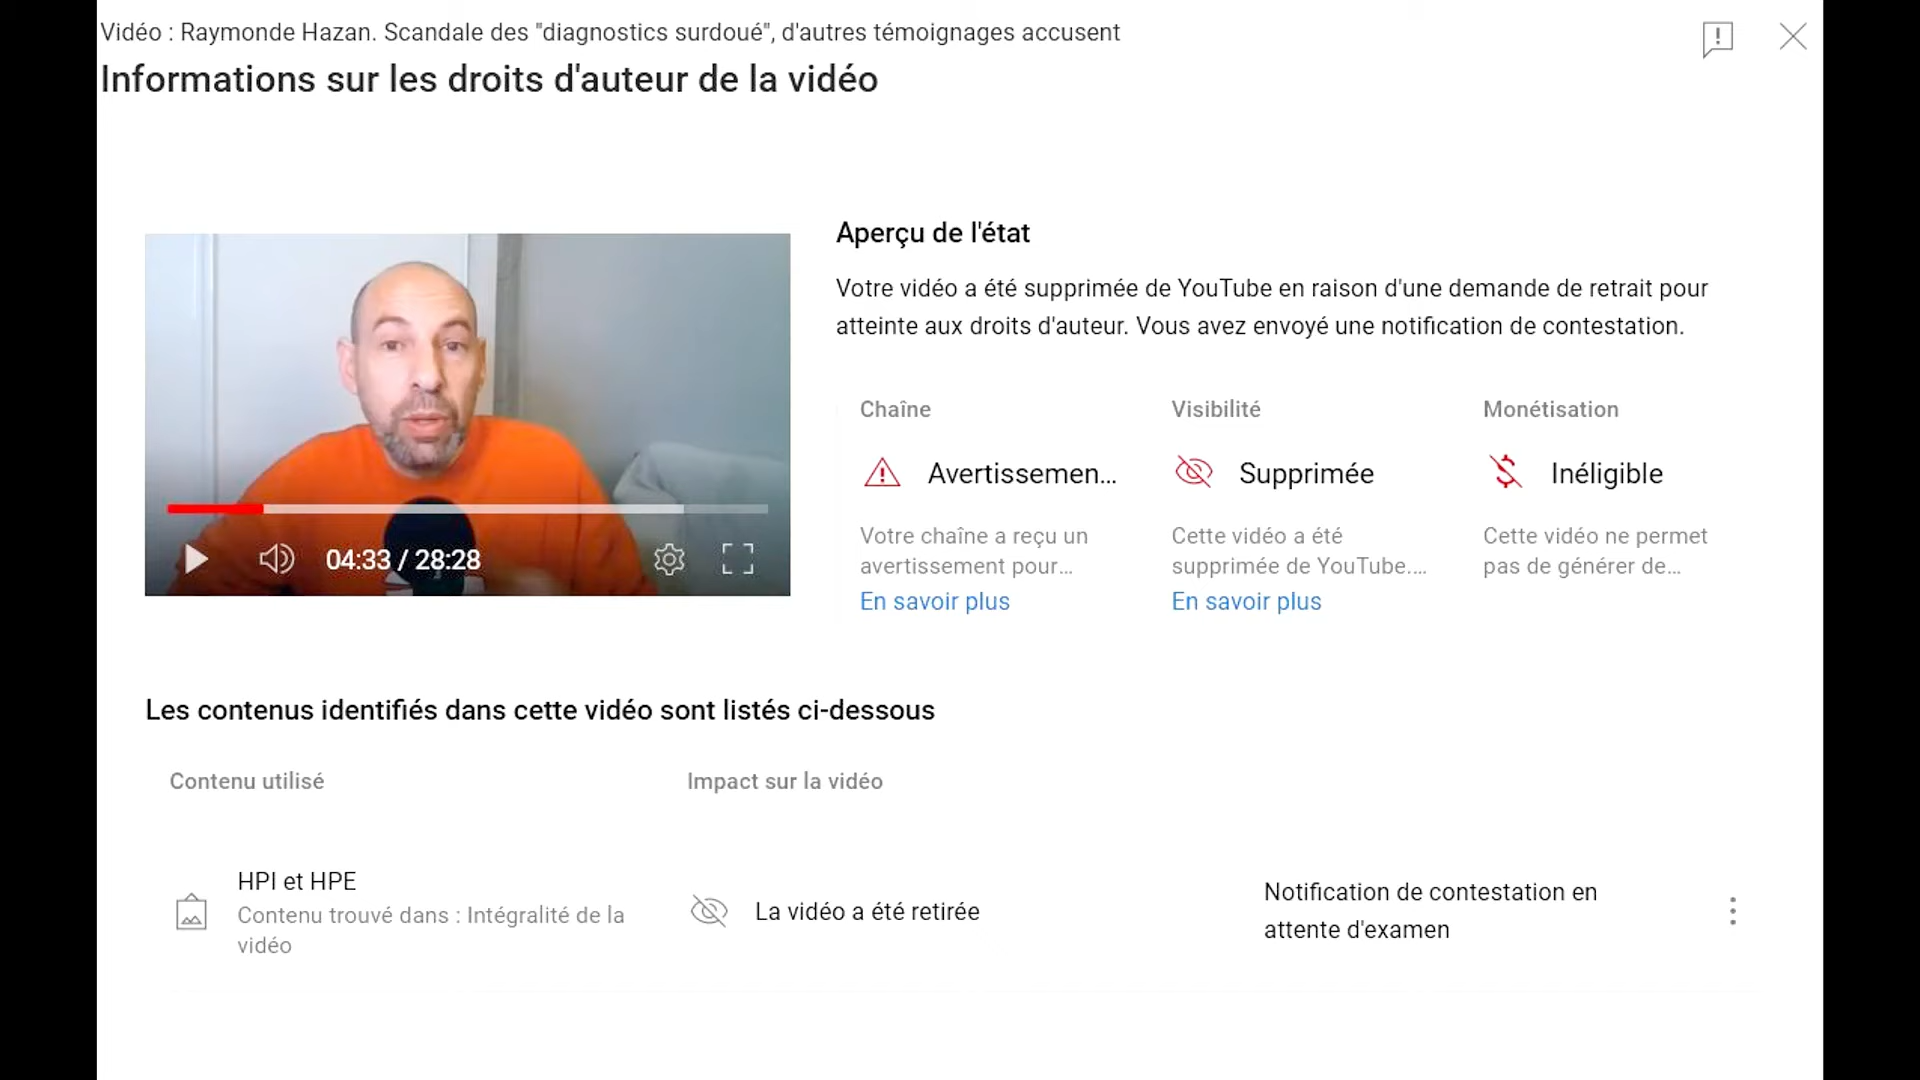 Vidéo : Raymonde Hazan. Scandale des "diagnostics surdoué", d'autres témoignages accusent
Informations sur les droits d'auteur de la vidéo
Aperçu de l'état
Votre vidéo a été supprimée de YouTube en raison d'une demande de retrait pour
atteinte aux droits d'auteur. Vous avez envoyé une notification de contestation.
Chaîne
Avertissemen...
Votre chaîne a reçu un
avertissement pour...
En savoir plus
Visibilité
Supprimée
Cette vidéo a été
supprimée de YouTube....
En savoir plus
Monétisation
Inéligible
Cette vidéo ne permet
pas de générer de...
04:33 / 28:28
Les contenus identifiés dans cette vidéo sont listés ci-dessous
Contenu utilisé
Impact sur la vidéo
HPI et HPE
Contenu trouvé dans : Intégralité de la
vidéo
La vidéo a été retirée
Notification de contestation en
attente d'examen